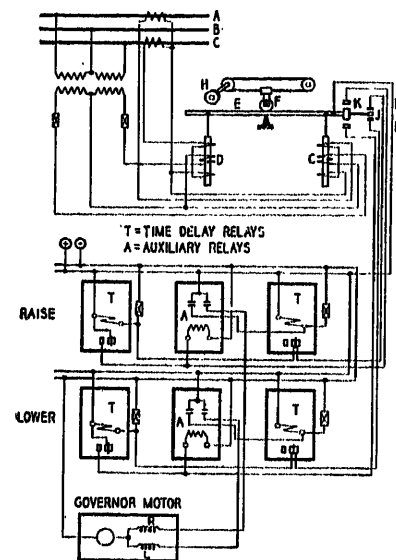 A
B
C
H
E
F
K
J
D
C
T = TIME DELAY RELAYS
A = AUXILIARY RELAYS
RAISE
T
A
T
LOWER
T
A
T
GOVERNOR MOTOR
R
L